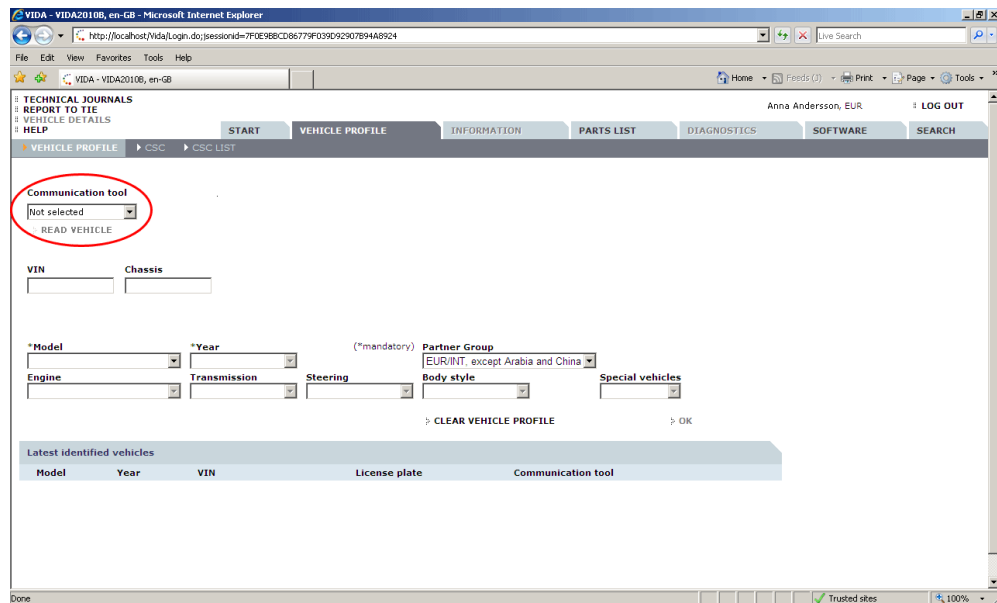 VIDA - VIDA2010B, en-GB - Microsoft Internet Explorer
http://localhost/Vida/Login.do;jsessionid=7F0E9BBCD86779F039D92907B94A8924
Live Search
File Edit View Favorites Tools Help
VIDA - VIDA2010B, en-GB
Home Feeds (J) Print Page Tools
TECHNICAL JOURNALS
REPORT TO TIE
VEHICLE DETAILS
HELP
Anna Andersson, EUR LOG OUT
START VEHICLE PROFILE INFORMATION PARTS LIST DIAGNOSTICS SOFTWARE SEARCH
VEHICLE PROFILE CSC CSC LIST
Communication tool
Not selected
READ VEHICLE
VIN Chassis
*Model *Year (*mandatory) Partner Group
EUR/INT, except Arabia and China
Engine Transmission Steering Body style Special vehicles
CLEAR VEHICLE PROFILE OK
Latest identified vehicles
Model Year VIN License plate Communication tool
Done Trusted sites 100%